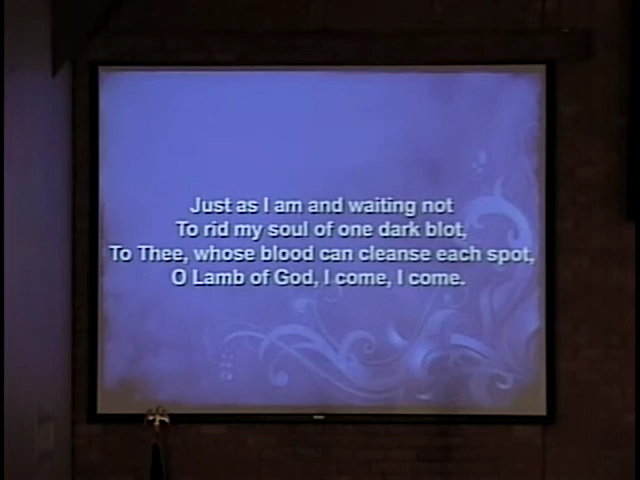 Just as I am and waiting not
To rid my soul of one dark blot,
To Thee, whose blood can cleanse each spot,
O Lamb of God, I come, I come.